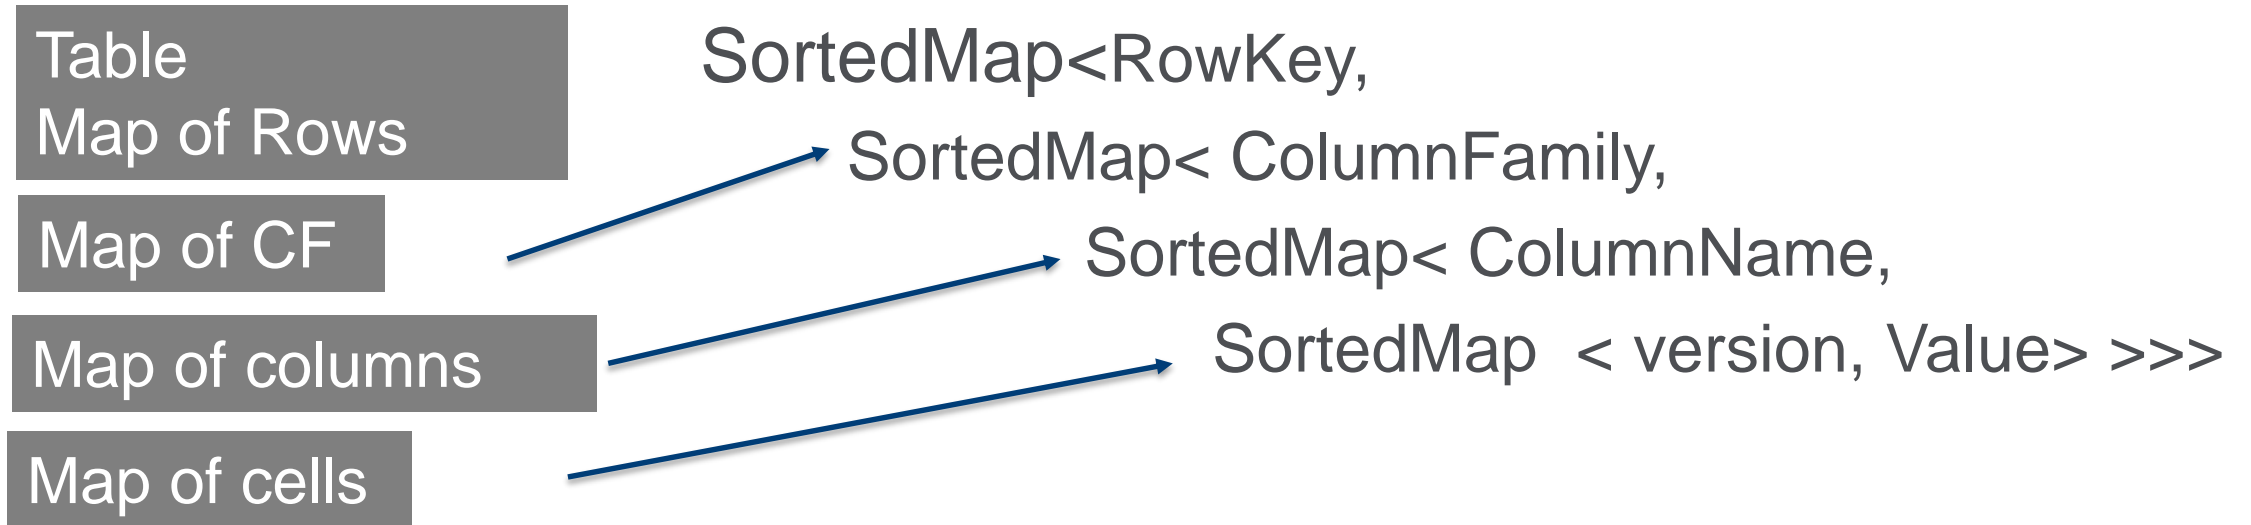 Table
Map of Rows
Map of CF
Map of columns
Map of cells
SortedMap<RowKey,
SortedMap< ColumnFamily,
SortedMap< ColumnName,
SortedMap < version, Value> >>>